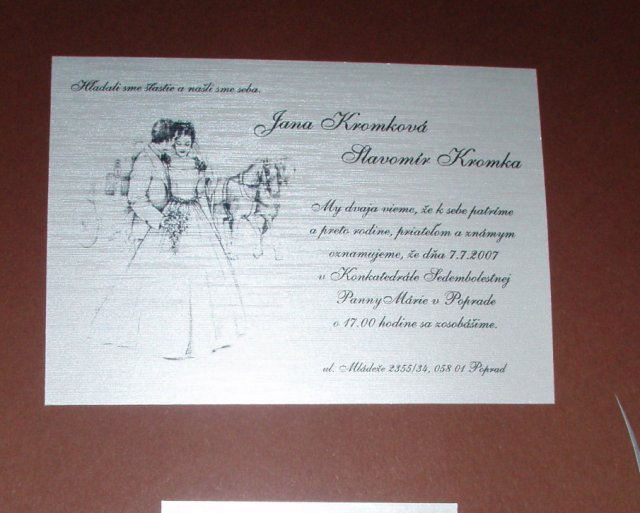 Hľadali sme šťastie a našli sme seba.
Jana Kromková
Slavomír Kromka
My dvaja vieme, že k sebe patríme
a preto rodine, priateľom a známym
oznamujeme, že dňa 7.7.2007
v Konkatedrále Sedembolestnej
Panny Márie v Poprade
o 17.00 hodine sa zosobášime.
ul. Mládeže 2355/34, 058 01 Poprad